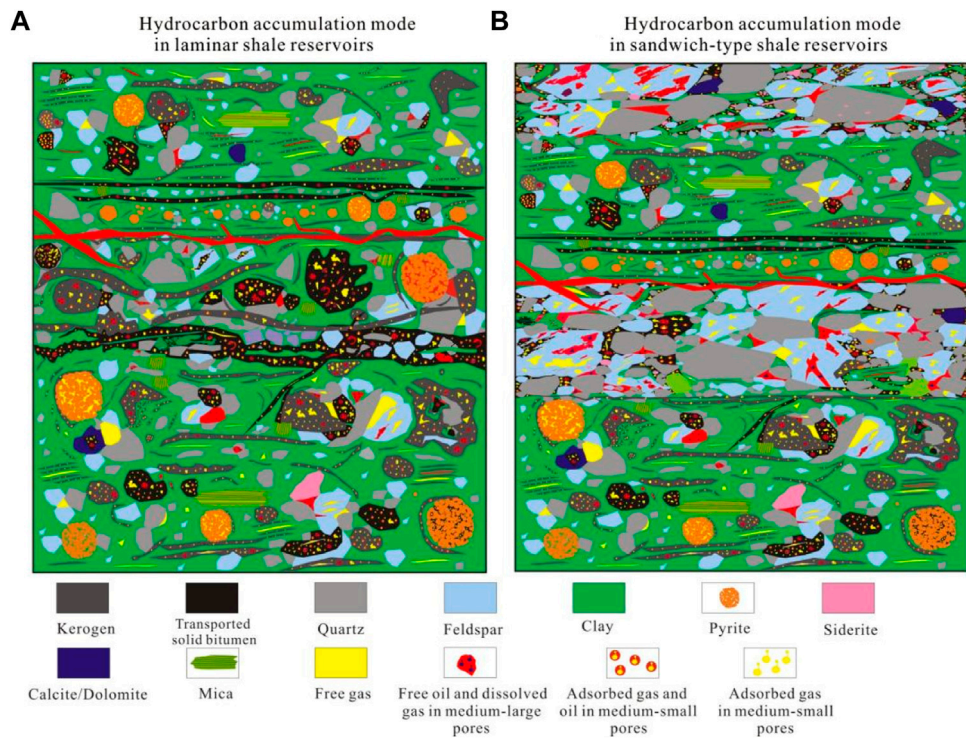 A
Hydrocarbon accumulation mode
in laminar shale reservoirs
B
Hydrocarbon accumulation mode
in sandwich-type shale reservoirs
Kerogen
Transported
solid bitumen
Quartz
Feldspar
Clay
Pyrite
Siderite
Calcite/Dolomite
Mica
Free gas
Free oil and dissolved
gas in medium-large
pores
Adsorbed gas and
oil in medium-small
pores
Adsorbed gas
in medium-small
pores